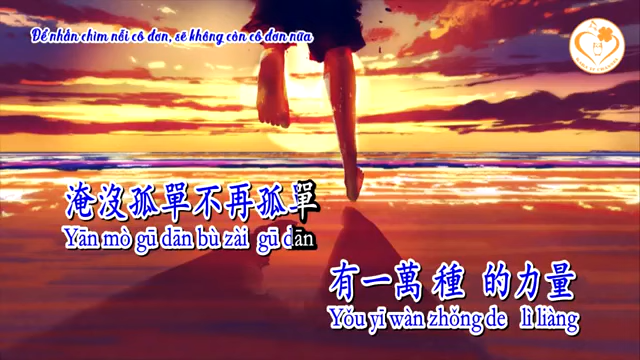 Để nhấn chìm nỗi cô đơn, sẽ không còn cô đơn nữa
淹沒孤單不再孤單
Yān mò gū dān bù zài gū dān
有一萬種 的力量
Yǒu yī wàn zhǒng de lì liàng